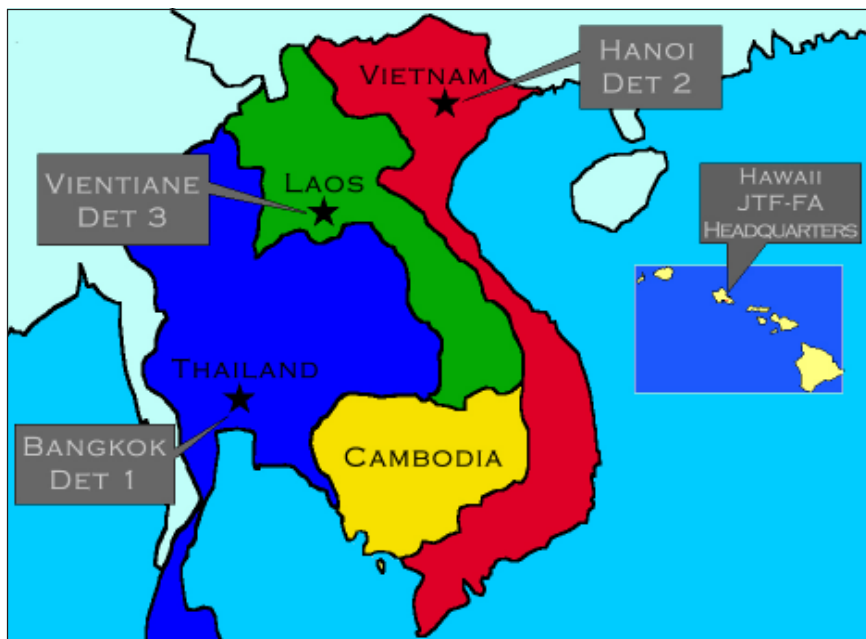 Hanoi
Det 2
Vietnam
Vientiane
Det 3
Laos
Hawaii
JTF-FA
Headquarters
Thailand
Bangkok
Det 1
Cambodia